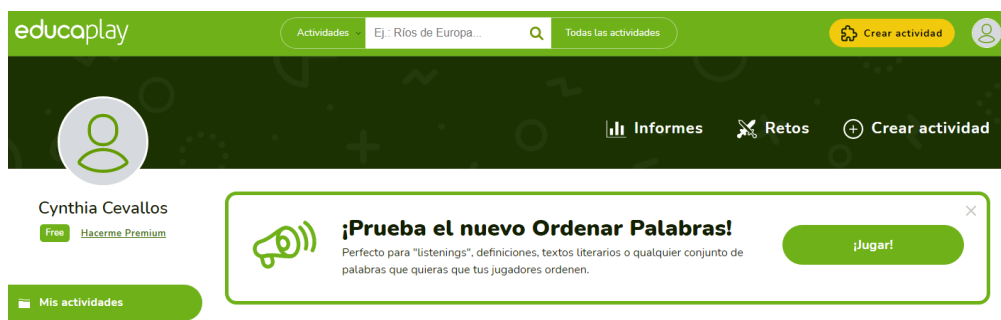 educaplay
Actividades Ej.: Ríos de Europa... Todas las actividades Crear actividad
Informes Retos Crear actividad
Cynthia Cevallos
Free Hacerme Premium
¡Prueba el nuevo Ordenar Palabras!
Perfecto para "listenings", definiciones, textos literarios o qualquier conjunto de
palabras que quieras que tus jugadores ordenen.
¡Jugar!
Mis actividades